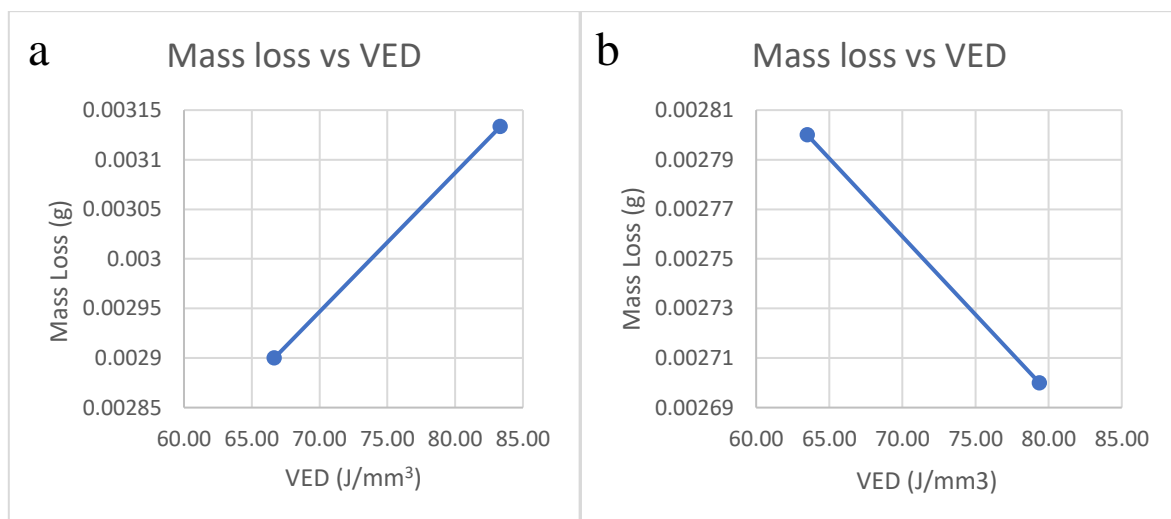 a
Mass loss vs VED
0.00315
0.0031
0.00305
0.003
0.00295
0.0029
0.00285
60.00 65.00 70.00 75.00 80.00 85.00
Mass Loss (g)
VED (J/mm³)
b
Mass loss vs VED
0.00281
0.00279
0.00277
0.00275
0.00273
0.00271
0.00269
60.00 65.00 70.00 75.00 80.00 85.00
Mass Loss (g)
VED (J/mm3)